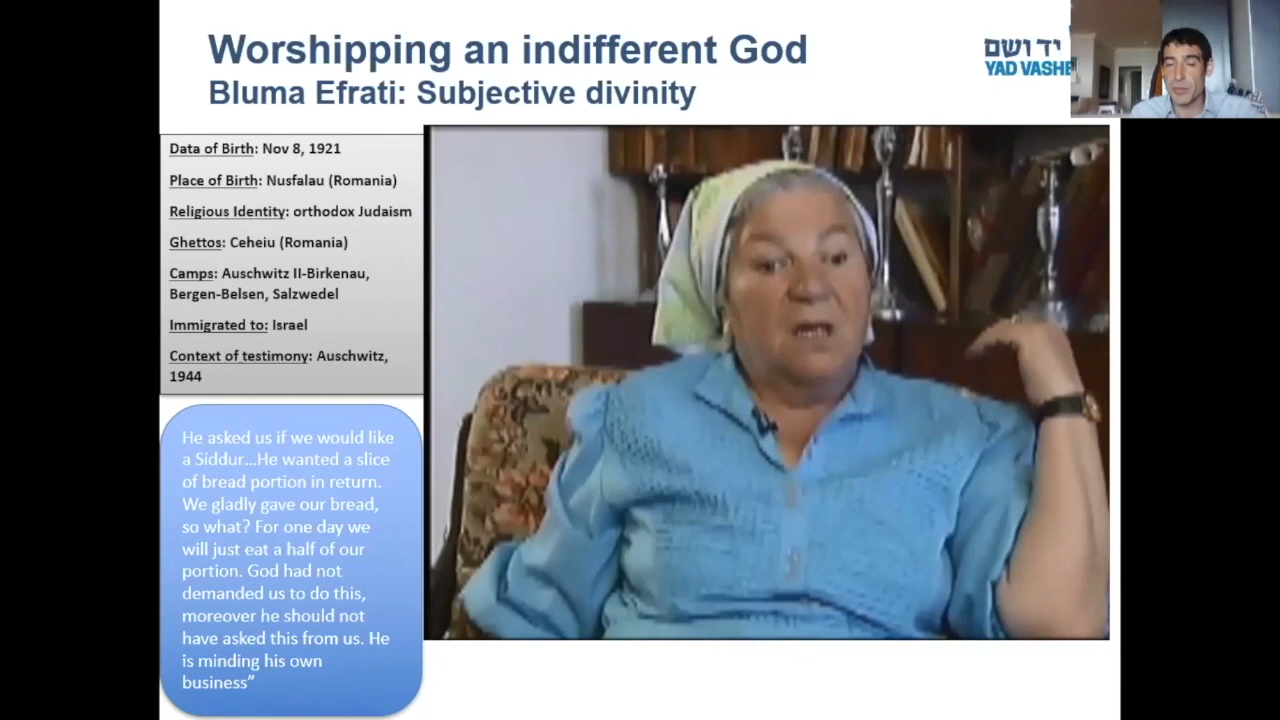 Worshipping an indifferent God
Bluma Efrati: Subjective divinity
יד ושם
YAD VASHE
Data of Birth: Nov 8, 1921
Place of Birth: Nusfalau (Romania)
Religious Identity: orthodox Judaism
Ghettos: Ceheiu (Romania)
Camps: Auschwitz II-Birkenau,
Bergen-Belsen, Salzwedel
Immigrated to: Israel
Context of testimony: Auschwitz,
1944
He asked us if we would like
a Siddur...He wanted a slice
of bread portion in return.
We gladly gave our bread,
so what? For one day we
will just eat a half of our
portion. God had not
demanded us to do this,
moreover he should not
have asked this from us. He
is minding his own
business”